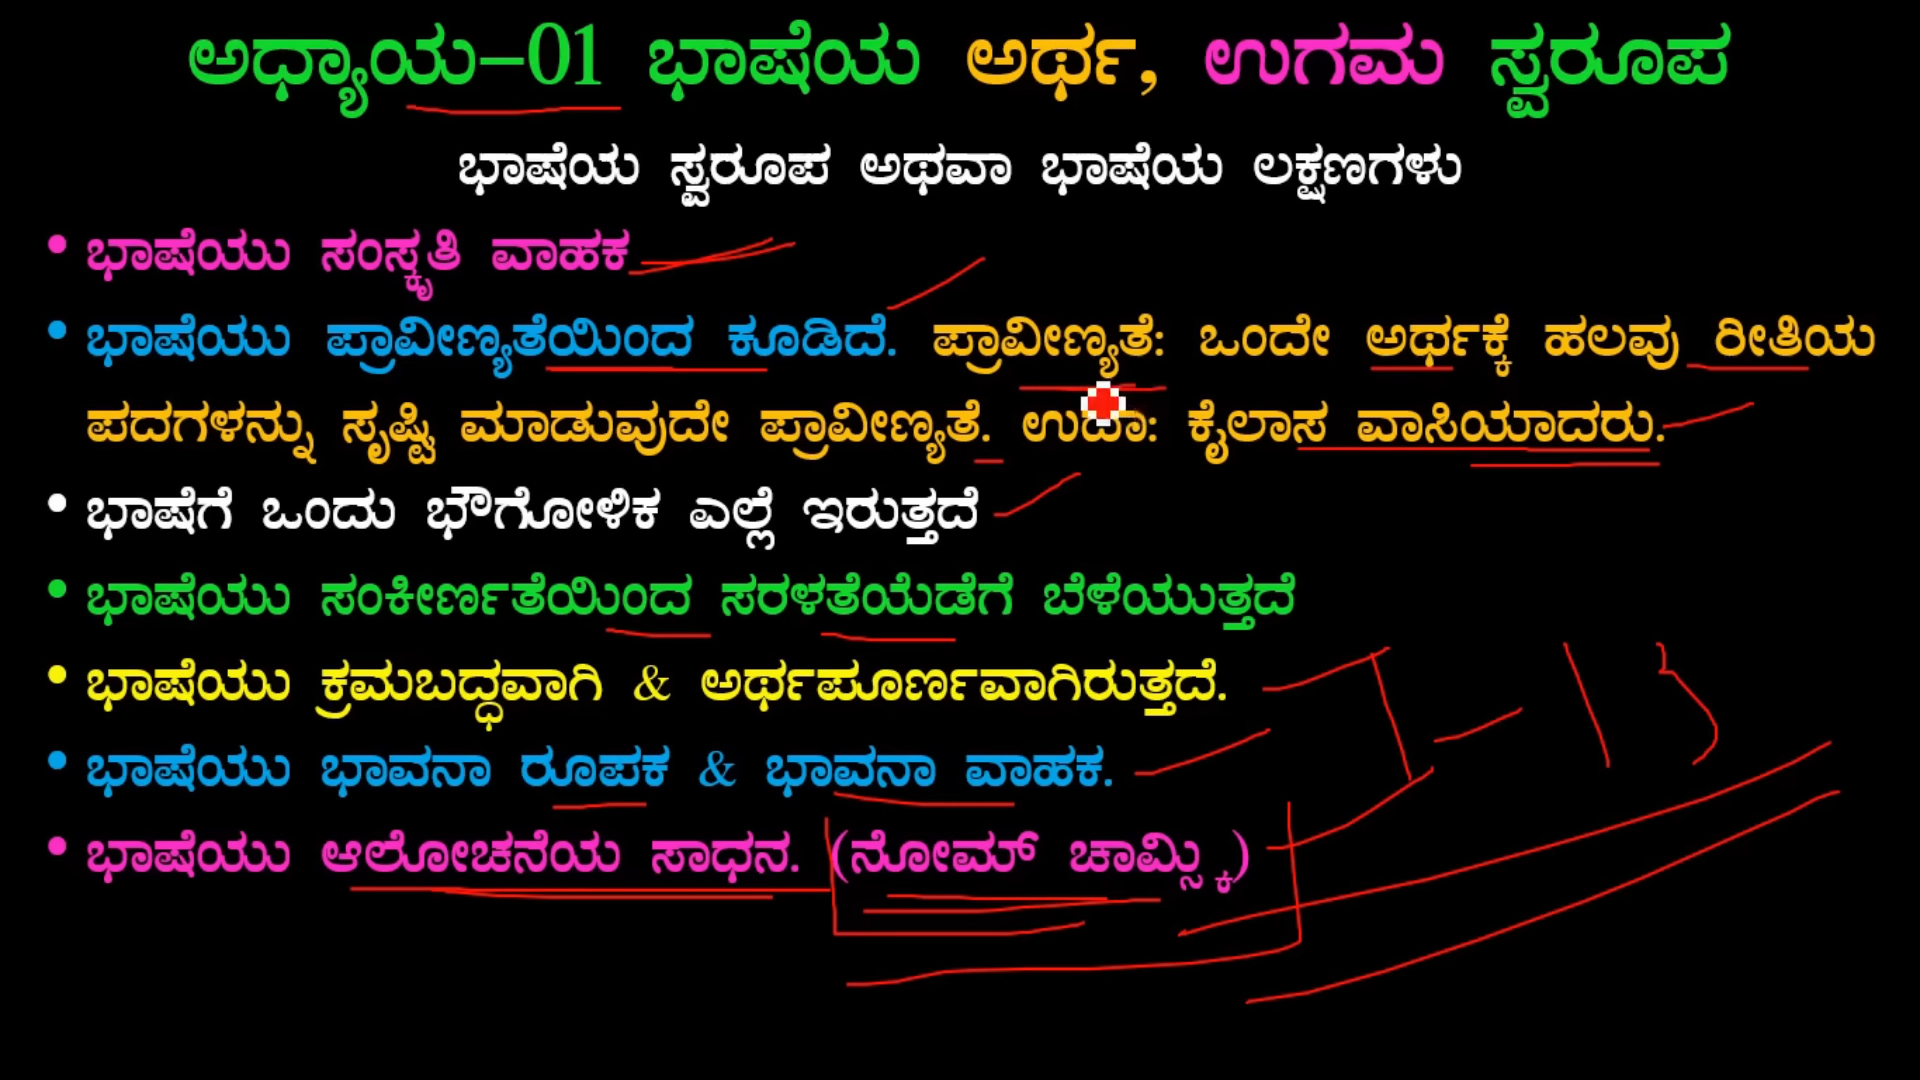 ಅಧ್ಯಾಯ-01 ಭಾಷೆಯ ಅರ್ಥ, ಉಗಮ ಸ್ವರೂಪ
ಭಾಷೆಯ ಸ್ವರೂಪ ಅಥವಾ ಭಾಷೆಯ ಲಕ್ಷಣಗಳು
• ಭಾಷೆಯು ಸಂಸ್ಕೃತಿ ವಾಹಕ
• ಭಾಷೆಯು ಪ್ರಾವೀಣ್ಯತೆಯಿಂದ ಕೂಡಿದೆ. ಪ್ರಾವೀಣ್ಯತೆ: ಒಂದೇ ಅರ್ಥಕ್ಕೆ ಹಲವು ರೀತಿಯ
ಪದಗಳನ್ನು ಸೃಷ್ಟಿ ಮಾಡುವುದೇ ಪ್ರಾವೀಣ್ಯತೆ. ಉದಾ: ಕೈಲಾಸ ವಾಸಿಯಾದರು.
• ಭಾಷೆಗೆ ಒಂದು ಭೌಗೋಳಿಕ ಎಲ್ಲೆ ಇರುತ್ತದೆ
• ಭಾಷೆಯು ಸಂಕೀರ್ಣತೆಯಿಂದ ಸರಳತೆಯೆಡೆಗೆ ಬೆಳೆಯುತ್ತದೆ
• ಭಾಷೆಯು ಕ್ರಮಬದ್ಧವಾಗಿ & ಅರ್ಥಪೂರ್ಣವಾಗಿರುತ್ತದೆ.
• ಭಾಷೆಯು ಭಾವನಾ ರೂಪಕ & ಭಾವನಾ ವಾಹಕ.
• ಭಾಷೆಯು ಆಲೋಚನೆಯ ಸಾಧನ. (ನೋಮ್ ಚಾಮ್ಸ್ಕಿ)